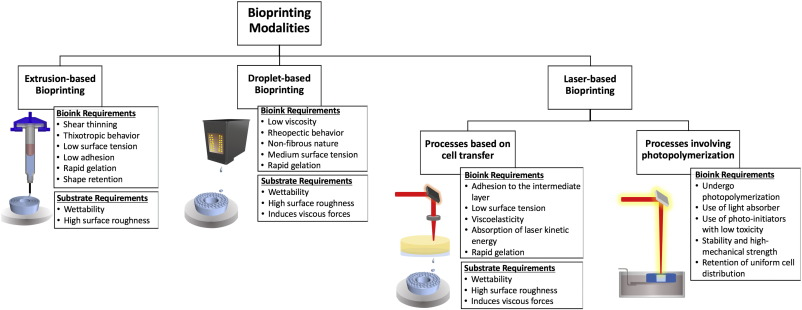 Bioprinting
Modalities
Extrusion-based
Bioprinting
Bioink Requirements
• Shear thinning
• Thixotropic behavior
• Low surface tension
• Low adhesion
• Rapid gelation
• Shape retention
Substrate Requirements
• Wettability
• High surface roughness
Droplet-based
Bioprinting
Bioink Requirements
• Low viscosity
• Rheopectic behavior
• Non-fibrous nature
• Medium surface tension
• Rapid gelation
Substrate Requirements
• Wettability
• High surface roughness
• Induces viscous forces
Laser-based
Bioprinting
Processes based on
cell transfer
Bioink Requirements
• Adhesion to the intermediate
layer
• Low surface tension
• Viscoelasticity
• Absorption of laser kinetic
energy
• Rapid gelation
Substrate Requirements
• Wettability
• High surface roughness
• Induces viscous forces
Processes involving
photopolymerization
Bioink Requirements
• Undergo
photopolymerization
• Use of light absorber
• Use of photo-initiators
with low toxicity
• Stability and high-
mechanical strength
• Retention of uniform cell
distribution